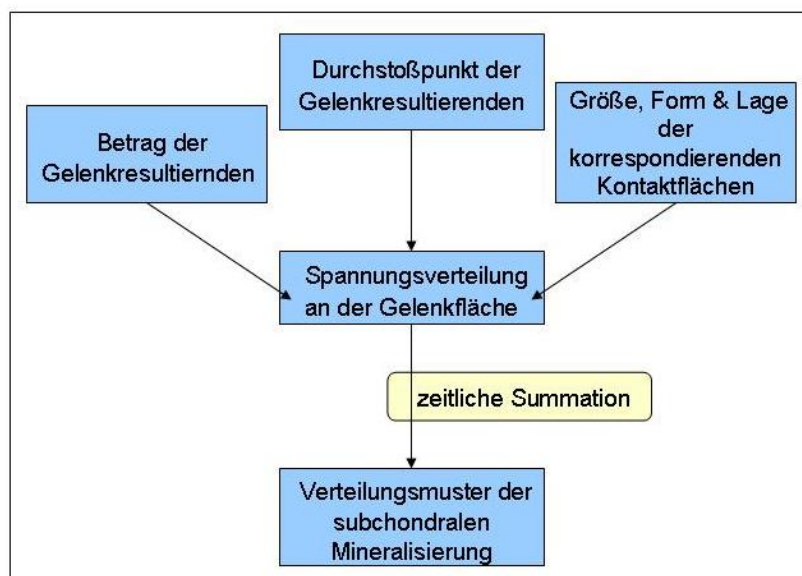 Durchstoßpunkt der
Gelenkresultierenden
Betrag der
Gelenkresultiernden
Größe, Form & Lage
der
korrespondierenden
Kontaktflächen
Spannungsverteilung
an der Gelenkfläche
zeitliche Summation
Verteilungsmuster der
subchondralen
Mineralisierung